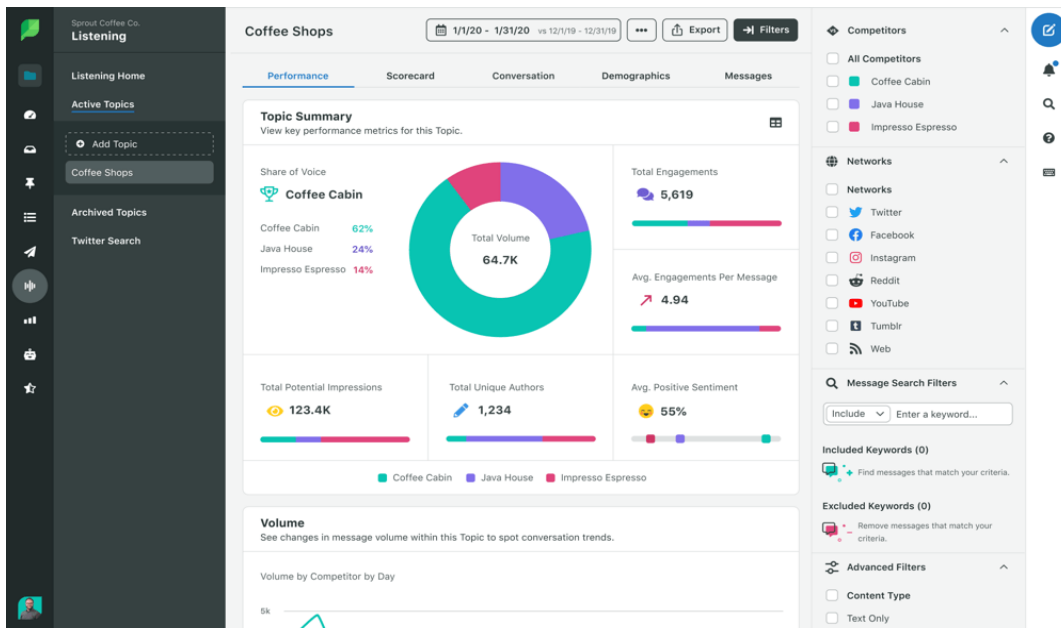 Sprout Coffee Co.
Listening
Listening Home
Active Topics
Add Topic
Coffee Shops
Archived Topics
Twitter Search
Coffee Shops
1/1/20 - 1/31/20 vs 12/1/19 - 12/31/19
Export
Filters
Performance
Scorecard
Conversation
Demographics
Messages
Topic Summary
View key performance metrics for this Topic.
Share of Voice
Coffee Cabin
Coffee Cabin 62%
Java House 24%
Impresso Espresso 14%
Total Volume
64.7K
Total Engagements
5,619
Avg. Engagements Per Message
4.94
Total Potential Impressions
123.4K
Total Unique Authors
1,234
Avg. Positive Sentiment
55%
Coffee Cabin
Java House
Impresso Espresso
Volume
See changes in message volume within this Topic to spot conversation trends.
Volume by Competitor by Day
5k
Competitors
All Competitors
Coffee Cabin
Java House
Impresso Espresso
Networks
Networks
Twitter
Facebook
Instagram
Reddit
YouTube
Tumblr
Web
Message Search Filters
Include
Enter a keyword...
Included Keywords (0)
Find messages that match your criteria.
Excluded Keywords (0)
Remove messages that match your
criteria.
Advanced Filters
Content Type
Text Only